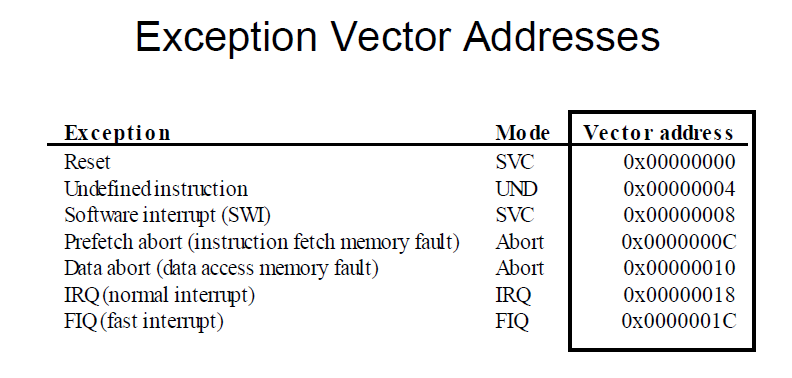 Exception Vector Addresses
Exception Mode Vector address
Reset SVC 0x00000000
Undefined instruction UND 0x00000004
Software interrupt (SWI) SVC 0x00000008
Prefetch abort (instruction fetch memory fault) Abort 0x0000000C
Data abort (data access memory fault) Abort 0x00000010
IRQ (normal interrupt) IRQ 0x00000018
FIQ (fast interrupt) FIQ 0x0000001C